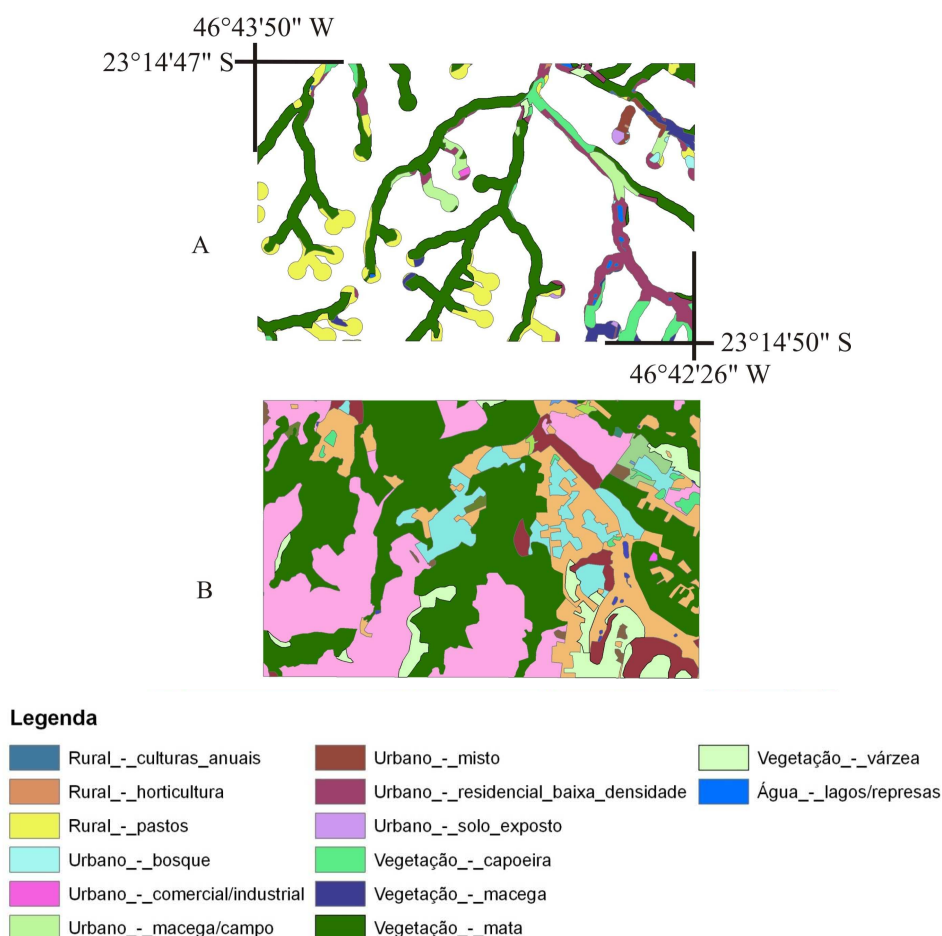 46°43'50" W
23°14'47" S
A
23°14'50" S
46°42'26" W
B
Legenda
Rural_-_culturas_anuais
Rural_-_horticultura
Rural_-_pastos
Urbano_-_bosque
Urbano_-_comercial/industrial
Urbano_-_macega/campo
Urbano_-_misto
Urbano_-_residencial_baixa_densidade
Urbano_-_solo_exposto
Vegetação_-_capoeira
Vegetação_-_macega
Vegetação_-_mata
Vegetação_-_várzea
Água_-_lagos/represas